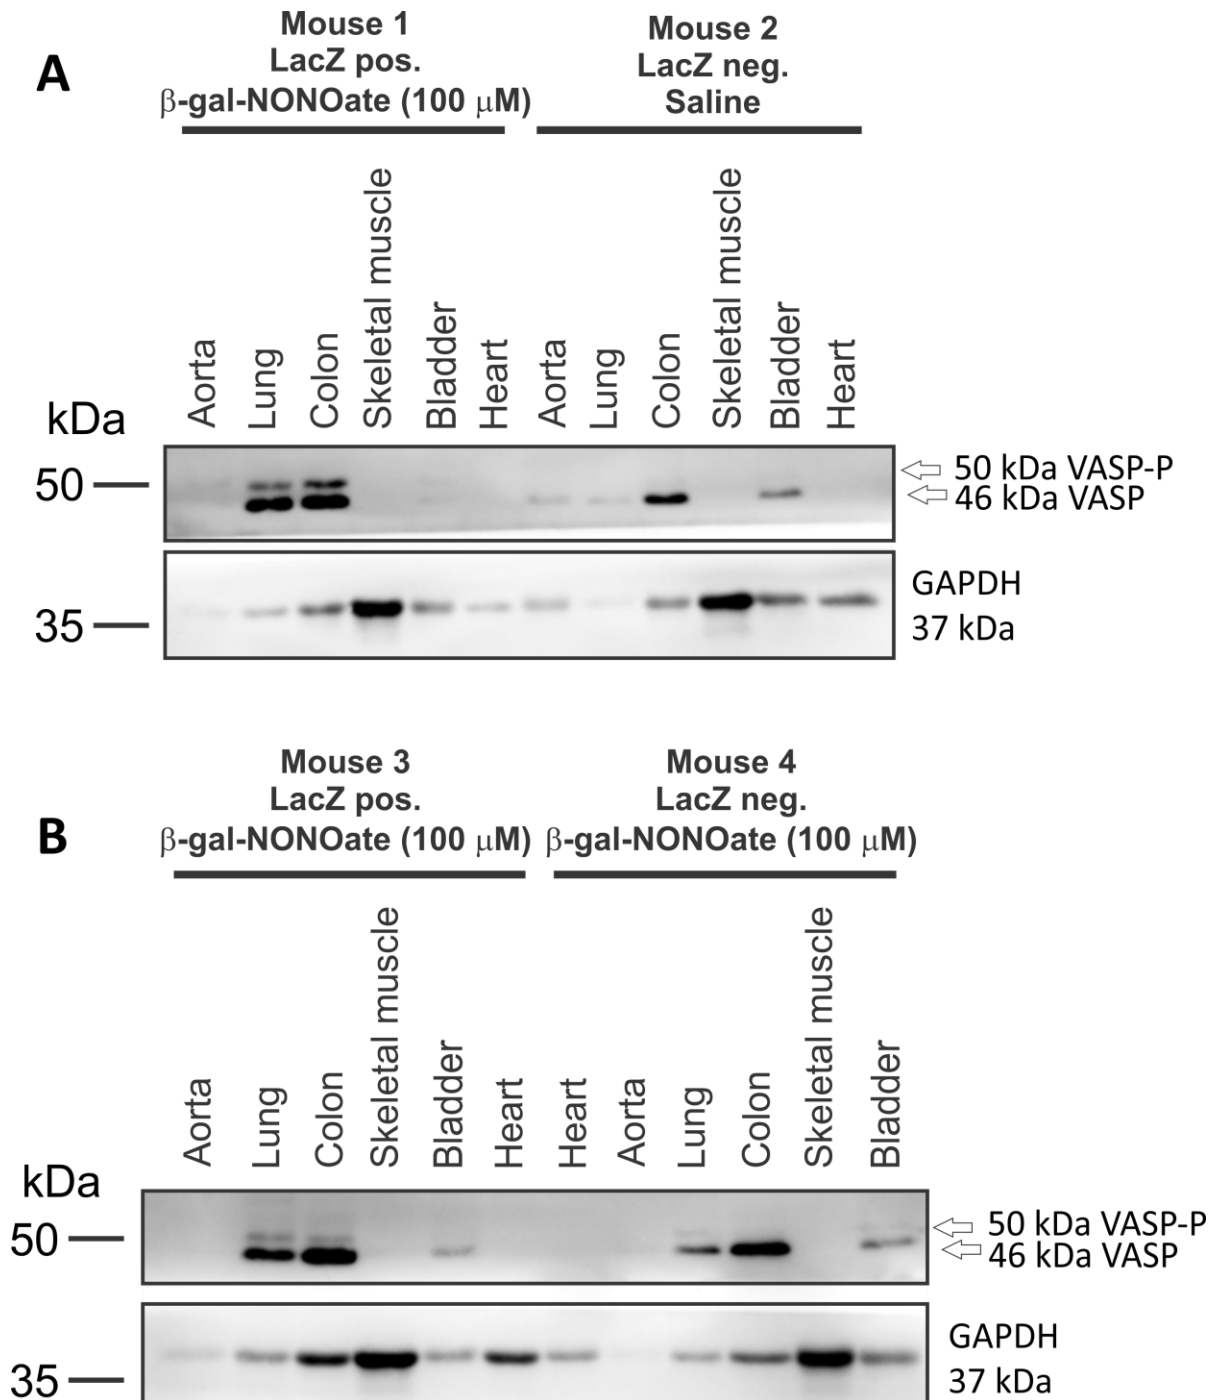 A
Mouse 1
LacZ pos.
β-gal-NONOate (100 μM)
Mouse 2
LacZ neg.
Saline
Aorta
Lung
Colon
Skeletal muscle
Bladder
Heart
Aorta
Lung
Colon
Skeletal muscle
Bladder
Heart
kDa
50
50 kDa VASP-P
46 kDa VASP
35
GAPDH
37 kDa
B
Mouse 3
LacZ pos.
β-gal-NONOate (100 μM)
Mouse 4
LacZ neg.
β-gal-NONOate (100 μM)
Aorta
Lung
Colon
Skeletal muscle
Bladder
Heart
Heart
Aorta
Lung
Colon
Skeletal muscle
Bladder
kDa
50
50 kDa VASP-P
46 kDa VASP
35
GAPDH
37 kDa